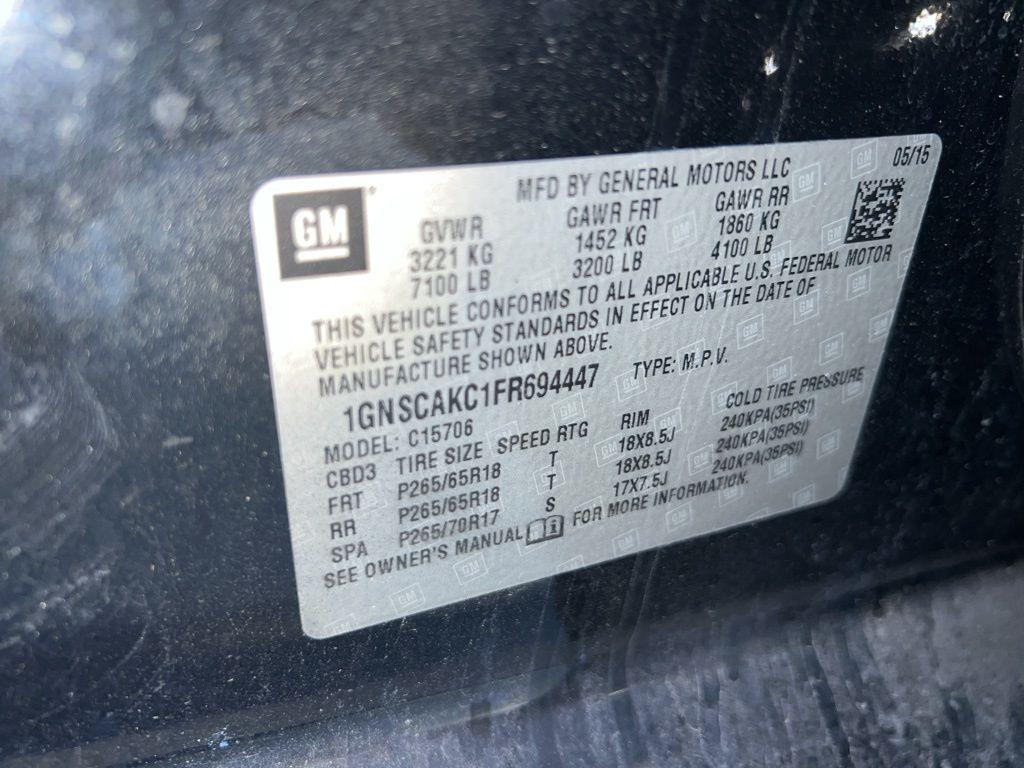 GM
MFD BY GENERAL MOTORS LLC 05/15
GVWR GAWR FRT GAWR RR
3221 KG 1452 KG 1860 KG
7100 LB 3200 LB 4100 LB
THIS VEHICLE CONFORMS TO ALL APPLICABLE U.S. FEDERAL MOTOR
VEHICLE SAFETY STANDARDS IN EFFECT ON THE DATE OF
MANUFACTURE SHOWN ABOVE.
1GNSCAKC1FR694447 TYPE: M.P.V.
MODEL: C15706
CBD3 TIRE SIZE SPEED RTG RIM COLD TIRE PRESSURE
FRT P265/65R18 T 18X8.5J 240KPA(35PSI)
RR P265/65R18 T 18X8.5J 240KPA(35PSI)
SPA P265/70R17 S 17X7.5J 240KPA(35PSI)
SEE OWNER'S MANUAL FOR MORE INFORMATION.